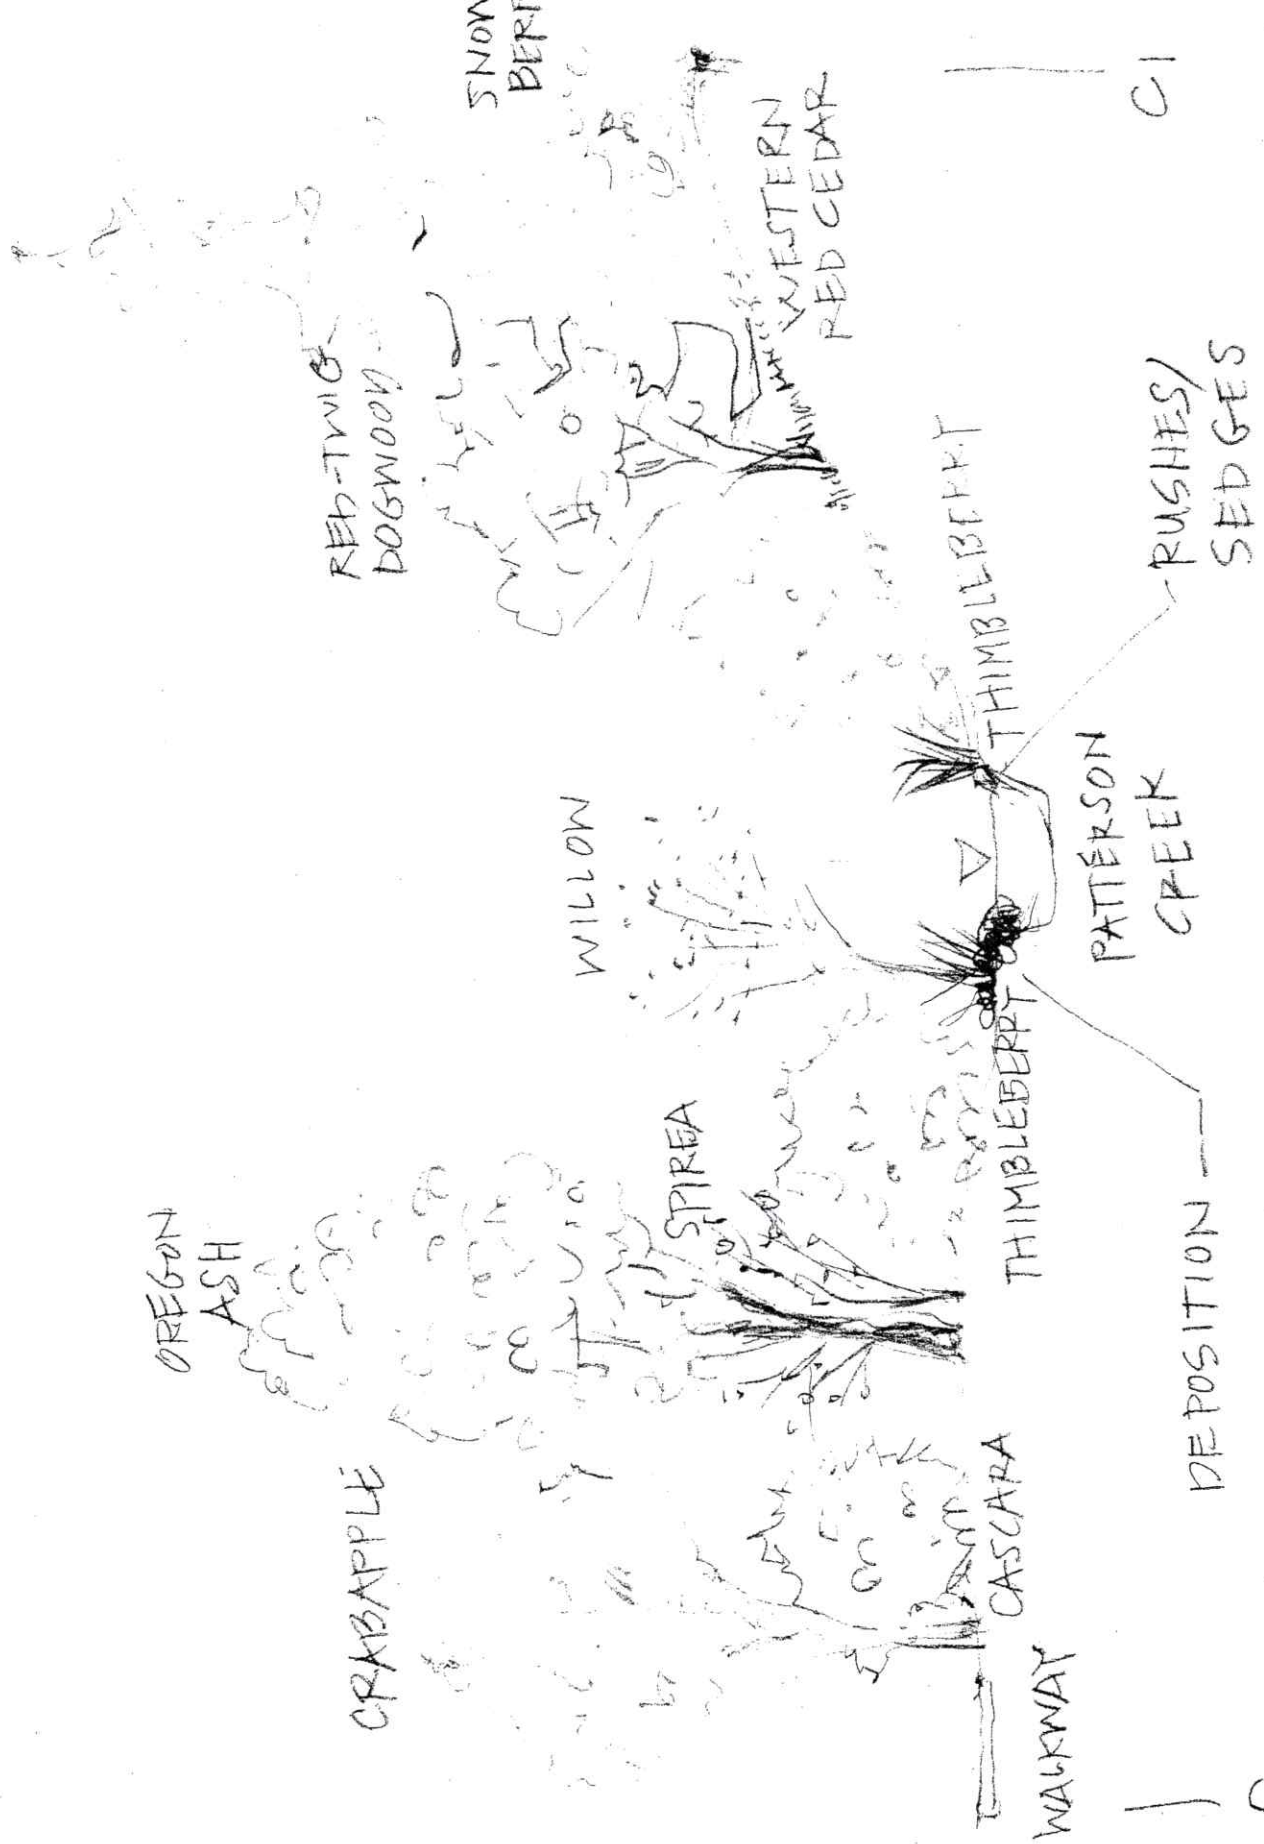 OREGON
ASH
CRABAPPLE
RED-TWIG
DOGWOOD
SNOW
BERR
WILLOW
SPIREA
WESTERN
RED CEDAR
CASCARA
THIMBLEBERRY
THIMBLEBERRY
WALKWAY
PATTERSON
CREEK
RUSHES/
SEDGES
DEPOSITION
C1